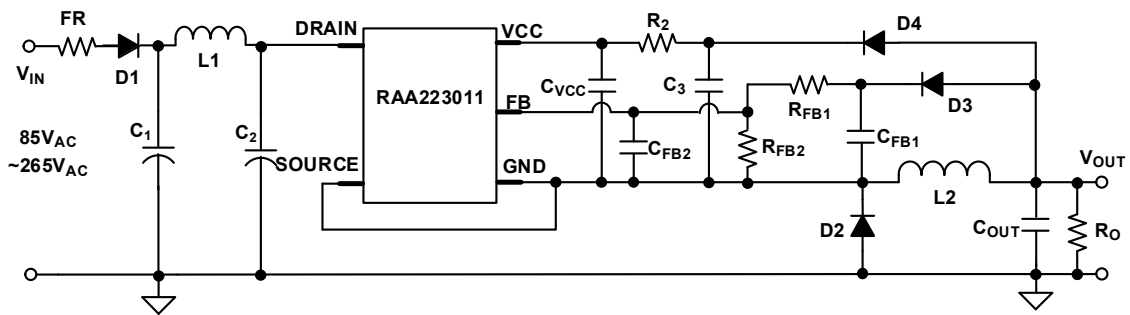 FR
D1
L1
DRAIN
VCC
R2
D4
VIN
RAA223011
CVCC
C3
FB
RFB1
D3
C1
C2
85VAC
~265VAC
SOURCE
CFB2
RFB2
CFB1
GND
L2
VOUT
D2
COUT
RO